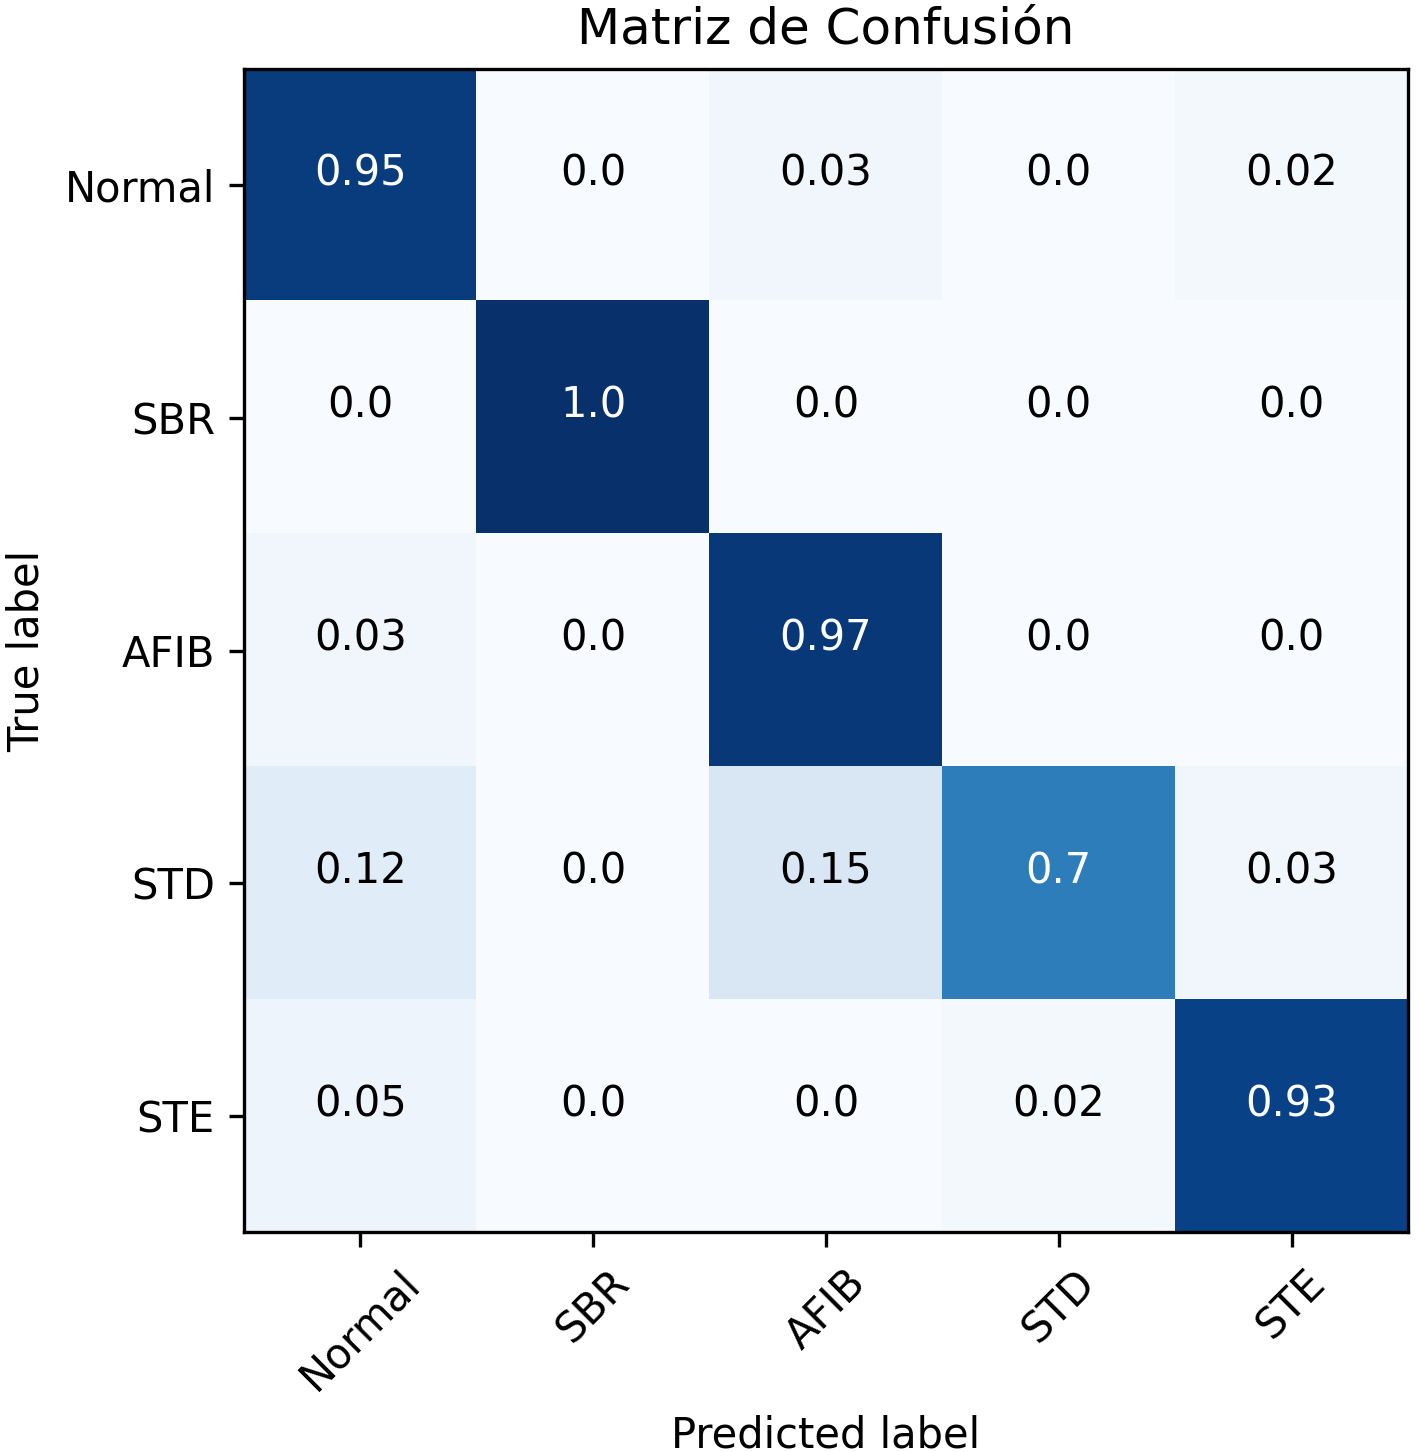 Matriz de Confusión
Normal 0.95 0.0 0.03 0.0 0.02
SBR 0.0 1.0 0.0 0.0 0.0
AFIB 0.03 0.0 0.97 0.0 0.0
STD 0.12 0.0 0.15 0.7 0.03
STE 0.05 0.0 0.0 0.02 0.93
True label
Normal SBR AFIB STD STE
Predicted label